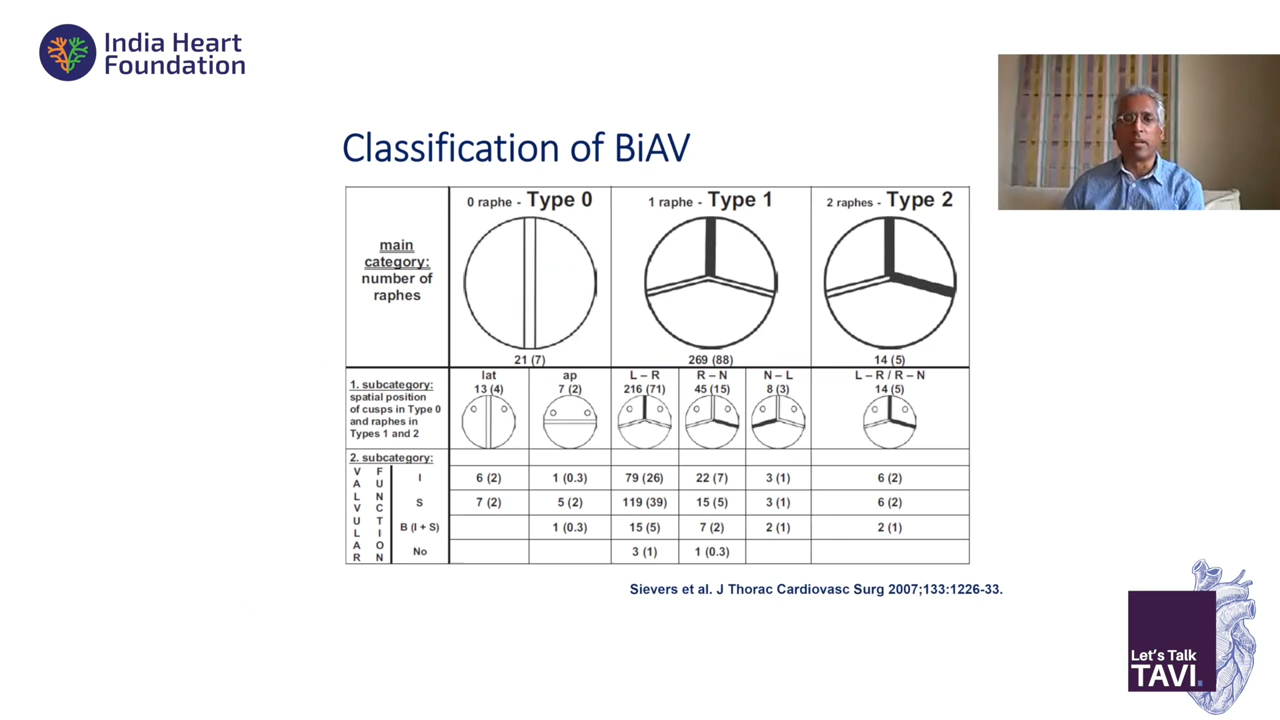 India Heart
Foundation
Classification of BiAV
main
category:
number of
raphes
0 raphe - Type 0
1 raphe - Type 1
2 raphes - Type 2
21 (7)
269 (88)
14 (5)
1. subcategory:
spatial position
of cusps in Type 0
and raphes in
Types 1 and 2
lat
13 (4)
ap
7 (2)
L – R
216 (71)
R – N
45 (15)
N – L
8 (3)
L – R / R – N
14 (5)
2. subcategory:
VALVULAR
FUNCTION
I 6 (2) 1 (0.3) 79 (26) 22 (7) 3 (1) 6 (2)
S 7 (2) 5 (2) 119 (39) 15 (5) 3 (1) 6 (2)
B (I + S) 1 (0.3) 15 (5) 7 (2) 2 (1) 2 (1)
No 3 (1) 1 (0.3)
Sievers et al. J Thorac Cardiovasc Surg 2007;133:1226-33.
Let's Talk
TAVI.